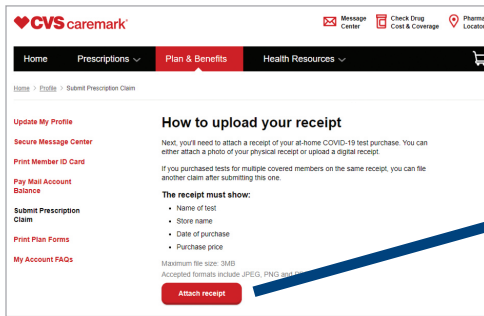 CVS caremark
Message Center
Check Drug Cost & Coverage
Home
Prescriptions
Plan & Benefits
Health Resources
Home > Profile > Submit Prescription Claim
Update My Profile
Secure Message Center
Print Member ID Card
Pay Mail Account
Balance
Submit Prescription
Claim
Print Plan Forms
My Account FAQs
How to upload your receipt
Next, you'll need to attach a receipt of your at-home COVID-19 test purchase. You can
either attach a photo of your physical receipt or upload a digital receipt.
If you purchased tests for multiple covered members on the same receipt, you can file
another claim after submitting this one.
The receipt must show:
• Name of test
• Store name
• Date of purchase
• Purchase price
Maximum file size: 3MB
Accepted formats include JPEG, PNG and
Attach receipt